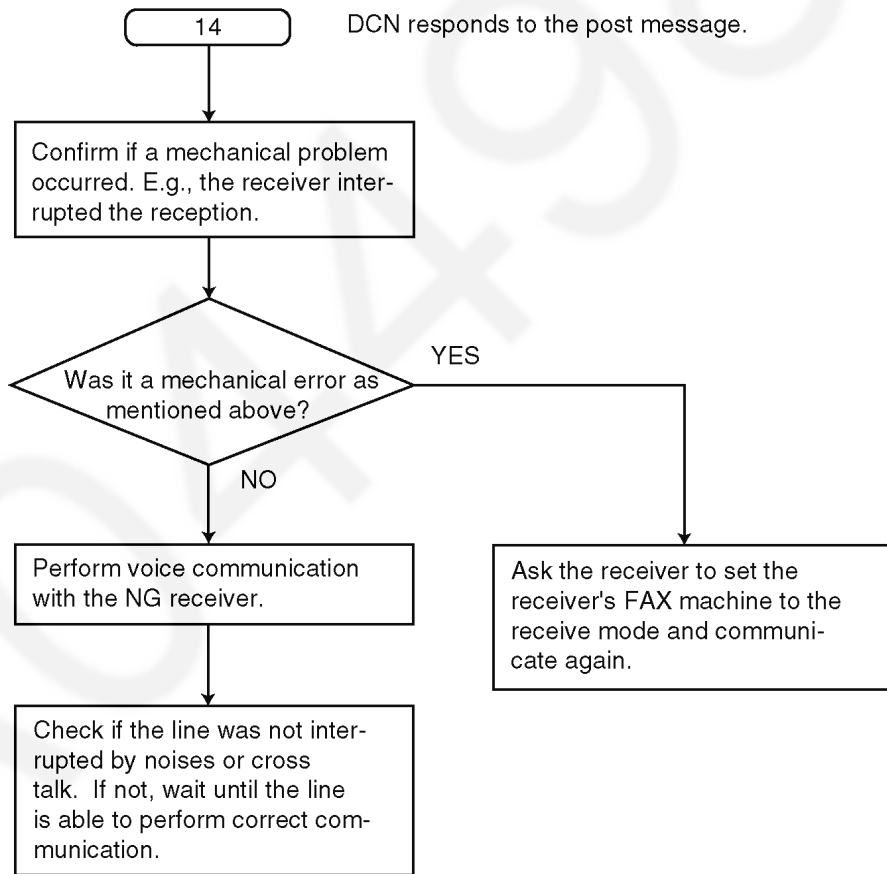 14
DCN responds to the post message.
Confirm if a mechanical problem
occurred. E.g., the receiver inter-
rupted the reception.
YES
Was it a mechanical error as
mentioned above?
NO
Perform voice communication
with the NG receiver.
Ask the receiver to set the
receiver's FAX machine to the
receive mode and communi-
cate again.
Check if the line was not inter-
rupted by noises or cross
talk.  If not, wait until the line
is able to perform correct com-
munication.